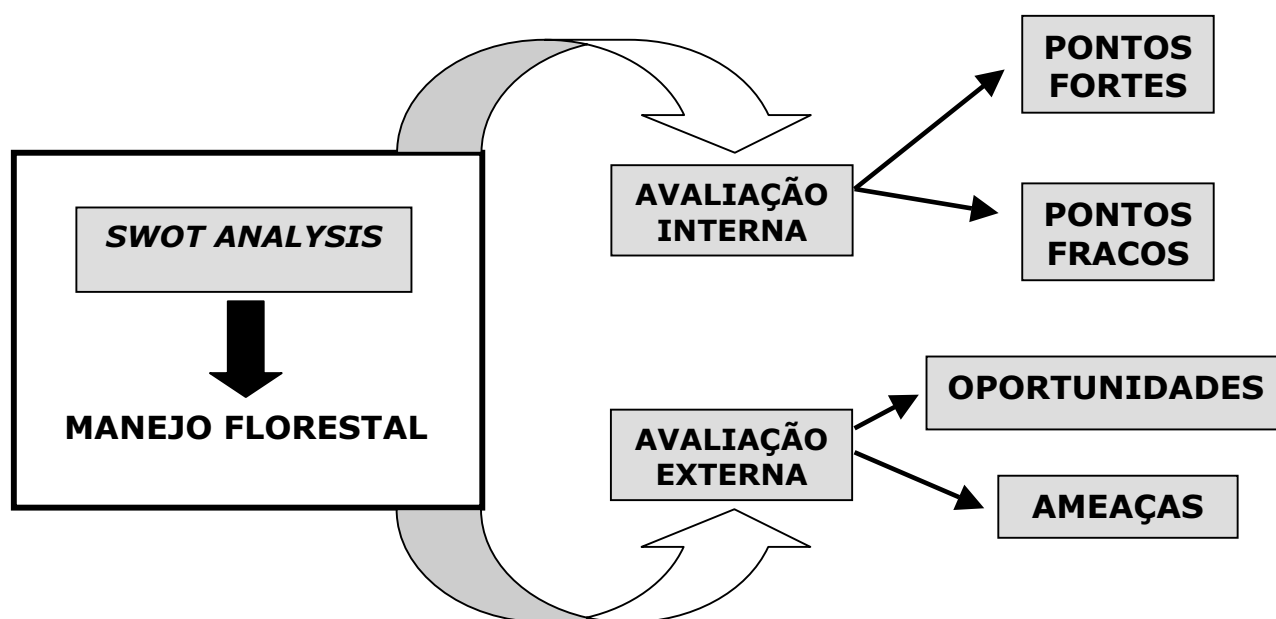 SWOT ANALYSIS
MANEJO FLORESTAL
AVALIAÇÃO
INTERNA
PONTOS
FORTES
PONTOS
FRACOS
AVALIAÇÃO
EXTERNA
OPORTUNIDADES
AMEAÇAS